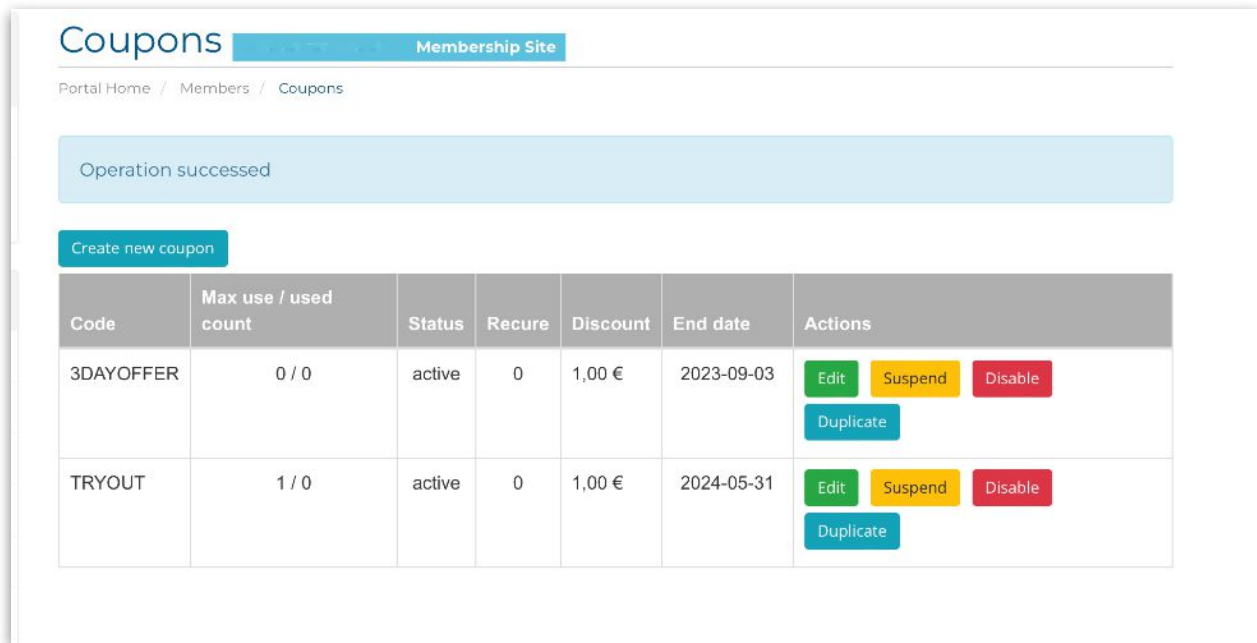 Coupons Membership Site
Portal Home / Members / Coupons
Operation successed
Create new coupon
Code Max use / used count Status Recure Discount End date Actions
3DAYOFFER 0 / 0 active 0 1,00 € 2023-09-03 Edit Suspend Disable
Duplicate
TRYOUT 1 / 0 active 0 1,00 € 2024-05-31 Edit Suspend Disable
Duplicate